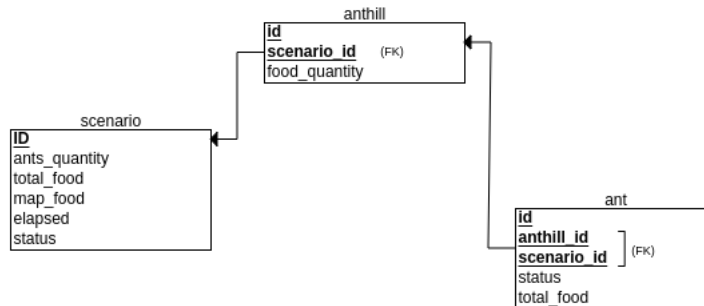 anthill
id
scenario_id (FK)
food_quantity
scenario
ID
ants_quantity
total_food
map_food
elapsed
status
ant
id
anthill_id
scenario_id
(FK)
status
total_food